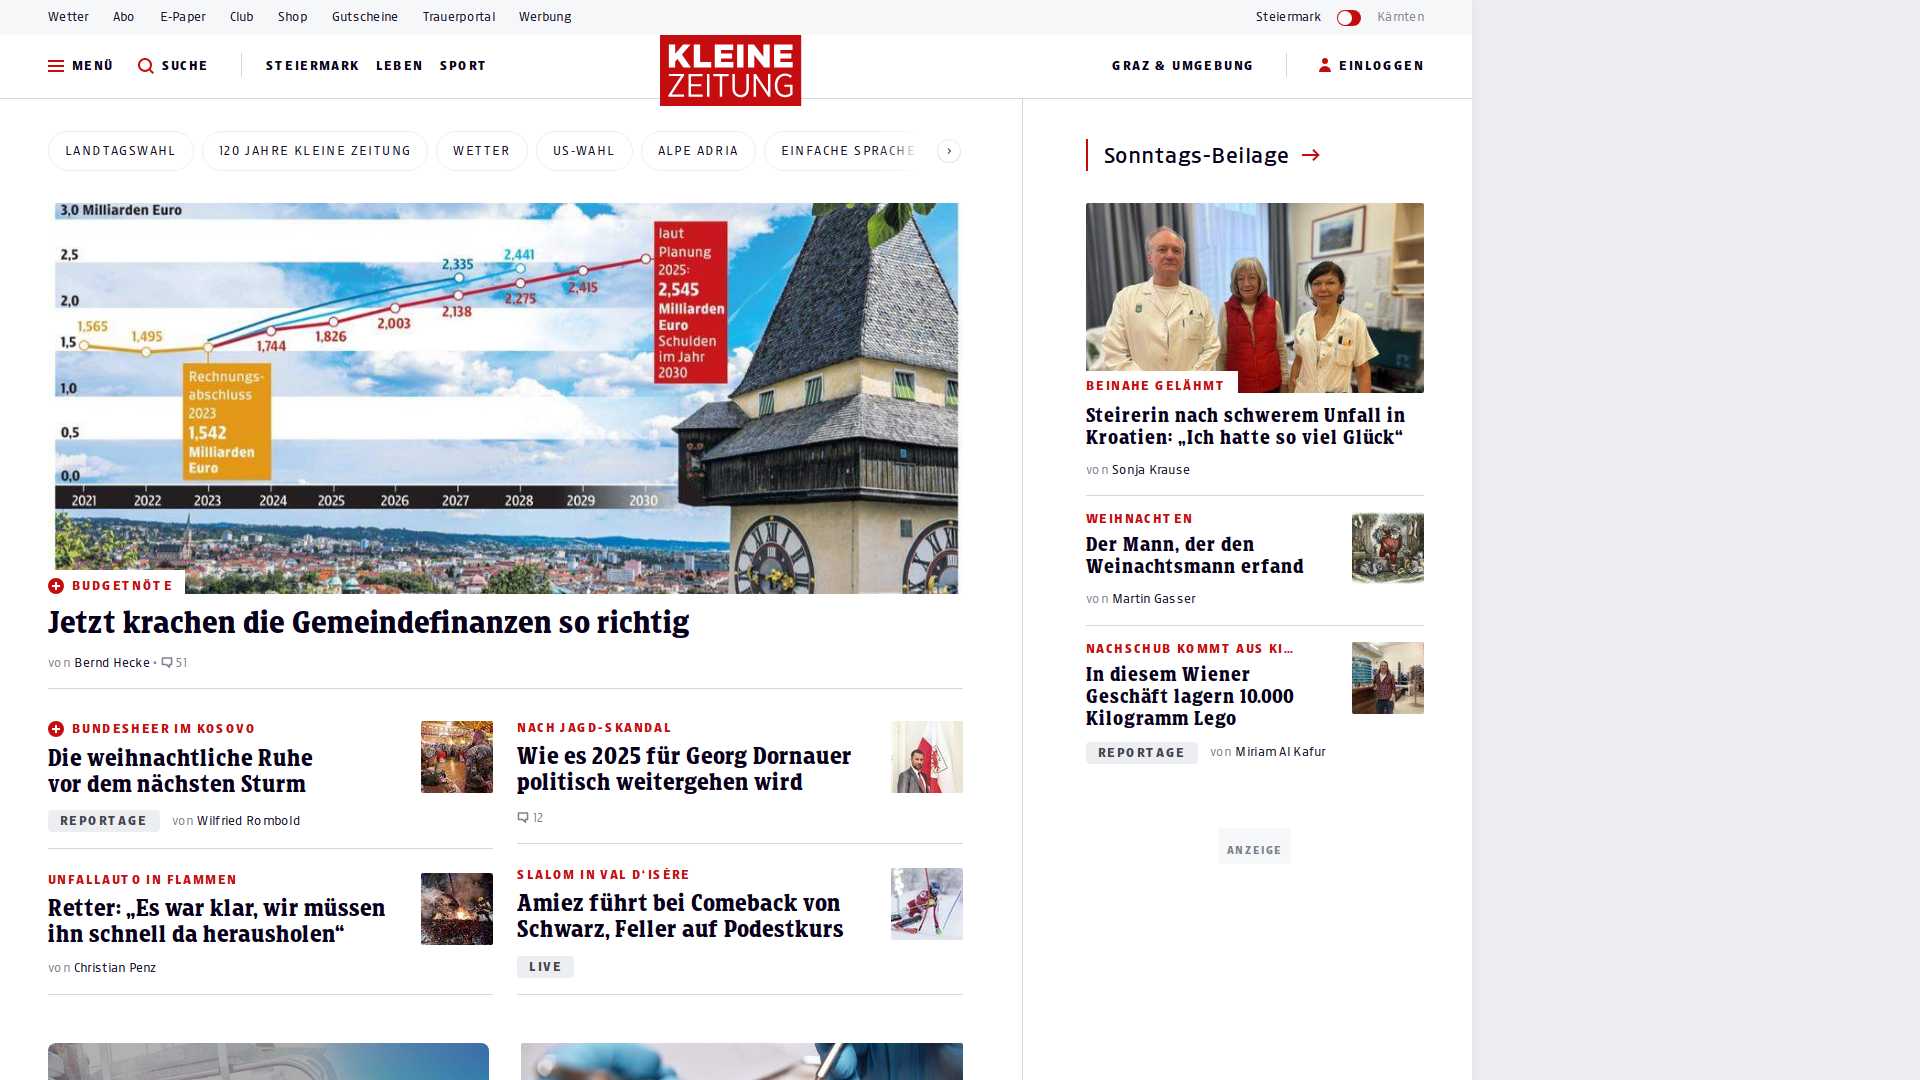 Wetter Abo E-Paper Club Shop Gutscheine Trauerportal Werbung Steiermark Kärnten
MENÜ SUCHE STEIERMARK LEBEN SPORT KLEINE ZEITUNG GRAZ & UMGEBUNG EINLOGGEN
LANDTAGSWAHL 120 JAHRE KLEINE ZEITUNG WETTER US-WAHL ALPE ADRIA EINFACHE SPRACHE
3,0 Milliarden Euro
2,5
2,0
1,5
1,0
0,5
0,0
1,565 1,495
1,744 1,826 2,003 2,138 2,275 2,415
2,335 2,441
Rechnungs-
abschluss
2023
1,542
Milliarden
Euro
laut
Planung
2025:
2,545
Milliarden
Euro
Schulden
im Jahr
2030
2021 2022 2023 2024 2025 2026 2027 2028 2029 2030
BUDGETNÖTE
Jetzt krachen die Gemeindefinanzen so richtig
von Bernd Hecke • 51
BUNDESHEER IM KOSOVO
Die weihnachtliche Ruhe
vor dem nächsten Sturm
REPORTAGE von Wilfried Rombold
NACH JAGD-SKANDAL
Wie es 2025 für Georg Dornauer
politisch weitergehen wird
12
UNFALLAUTO IN FLAMMEN
Retter: „Es war klar, wir müssen
ihn schnell da herausholen“
von Christian Penz
SLALOM IN VAL D'ISÈRE
Amiez führt bei Comeback von
Schwarz, Feller auf Podestkurs
LIVE
Sonntags-Beilage
BEINAHE GELÄHMT
Steirerin nach schwerem Unfall in
Kroatien: „Ich hatte so viel Glück“
von Sonja Krause
WEIHNACHTEN
Der Mann, der den
Weinachtsmann erfand
von Martin Gasser
NACHSCHUB KOMMT AUS KI…
In diesem Wiener
Geschäft lagern 10.000
Kilogramm Lego
REPORTAGE von Miriam Al Kafur
ANZEIGE